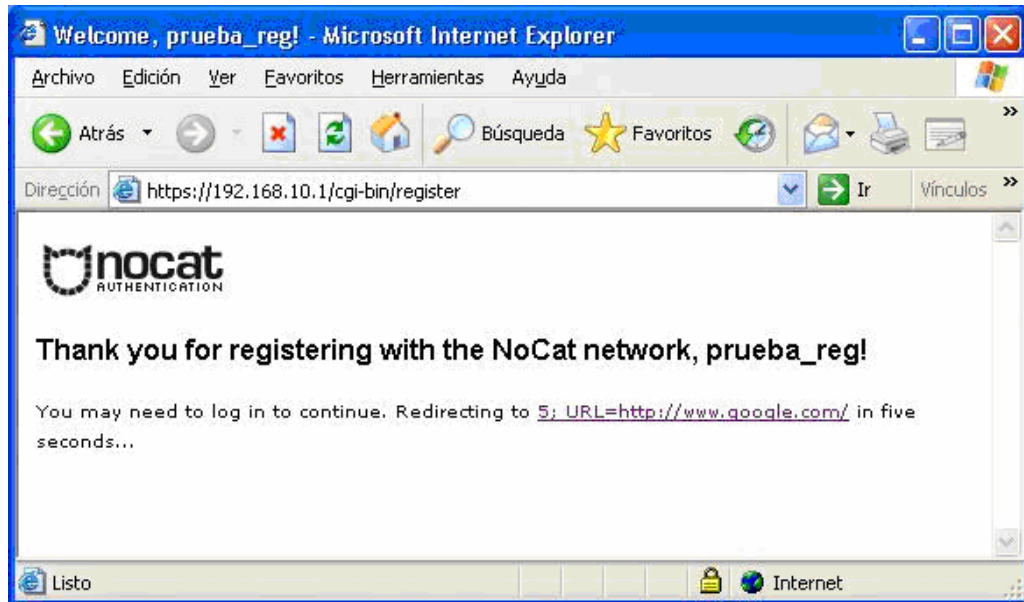 Welcome, prueba_reg! - Microsoft Internet Explorer
Archivo Edición Ver Favoritos Herramientas Ayuda
Atrás Búsqueda Favoritos »
Dirección https://192.168.10.1/cgi-bin/register Ir Vínculos »
nocat
AUTHENTICATION
Thank you for registering with the NoCat network, prueba_reg!
You may need to log in to continue. Redirecting to 5; URL=http://www.google.com/ in five
seconds...
Listo Internet